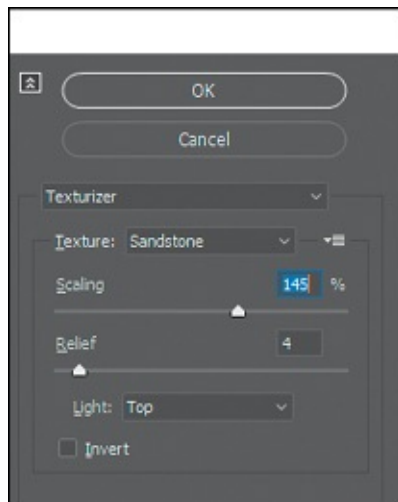 OK
Cancel
Texturizer
Texture: Sandstone
Scaling 145 %
Relief 4
Light: Top
Invert